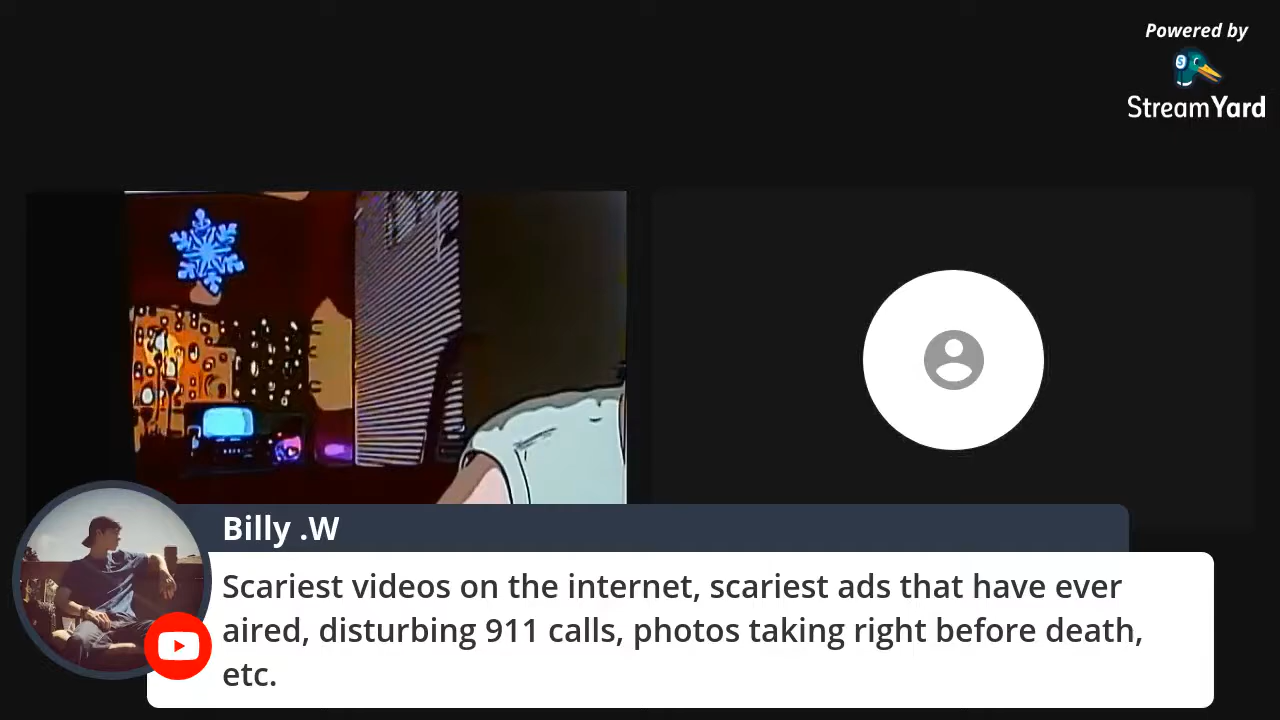 Powered by
StreamYard
Billy .W
Scariest videos on the internet, scariest ads that have ever
aired, disturbing 911 calls, photos taking right before death,
etc.